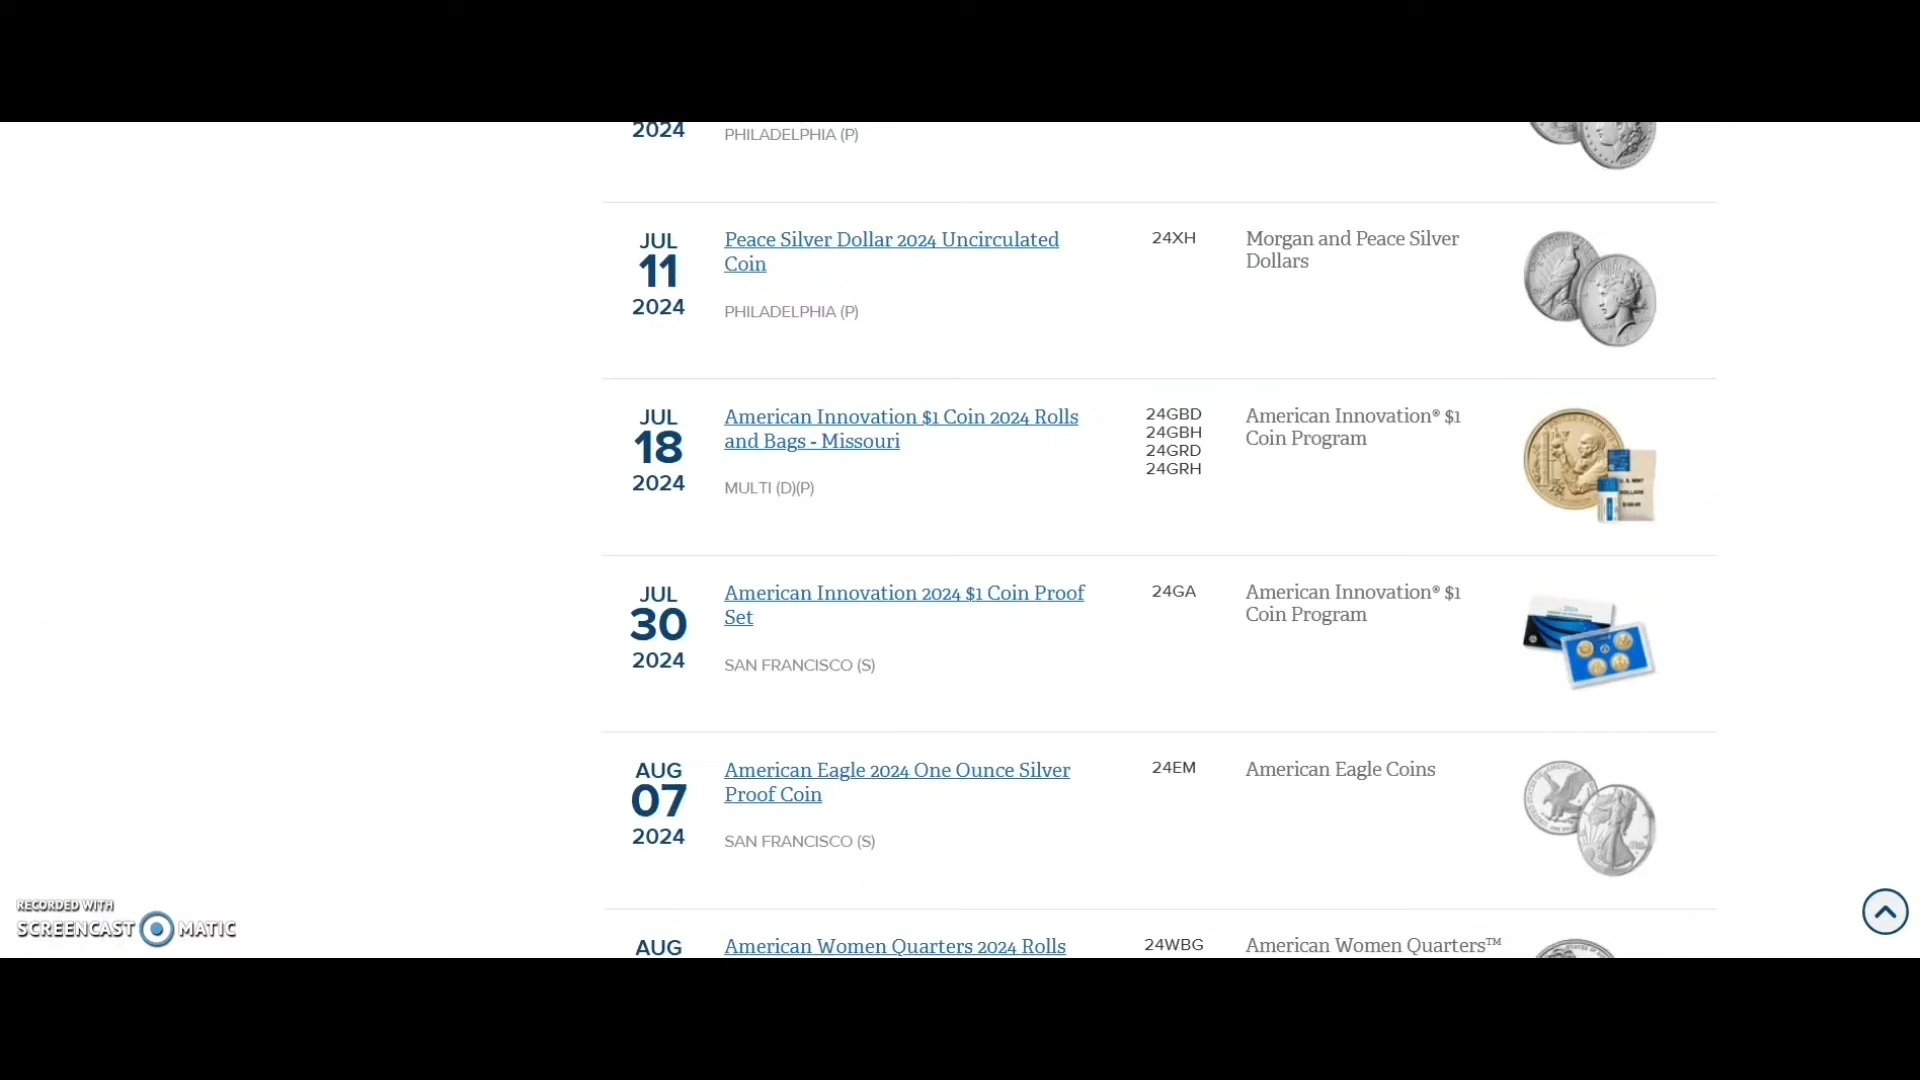 2024
PHILADELPHIA (P)
JUL
11
2024
Peace Silver Dollar 2024 Uncirculated
Coin
PHILADELPHIA (P)
24XH
Morgan and Peace Silver
Dollars
JUL
18
2024
American Innovation $1 Coin 2024 Rolls
and Bags - Missouri
MULTI (D)(P)
24GBD
24GBH
24GRD
24GRH
American Innovation® $1
Coin Program
JUL
30
2024
American Innovation 2024 $1 Coin Proof
Set
SAN FRANCISCO (S)
24GA
American Innovation® $1
Coin Program
AUG
07
2024
American Eagle 2024 One Ounce Silver
Proof Coin
SAN FRANCISCO (S)
24EM
American Eagle Coins
AUG
American Women Quarters 2024 Rolls
24WBG
American Women Quarters™
RECORDED WITH
SCREENCAST MATIC